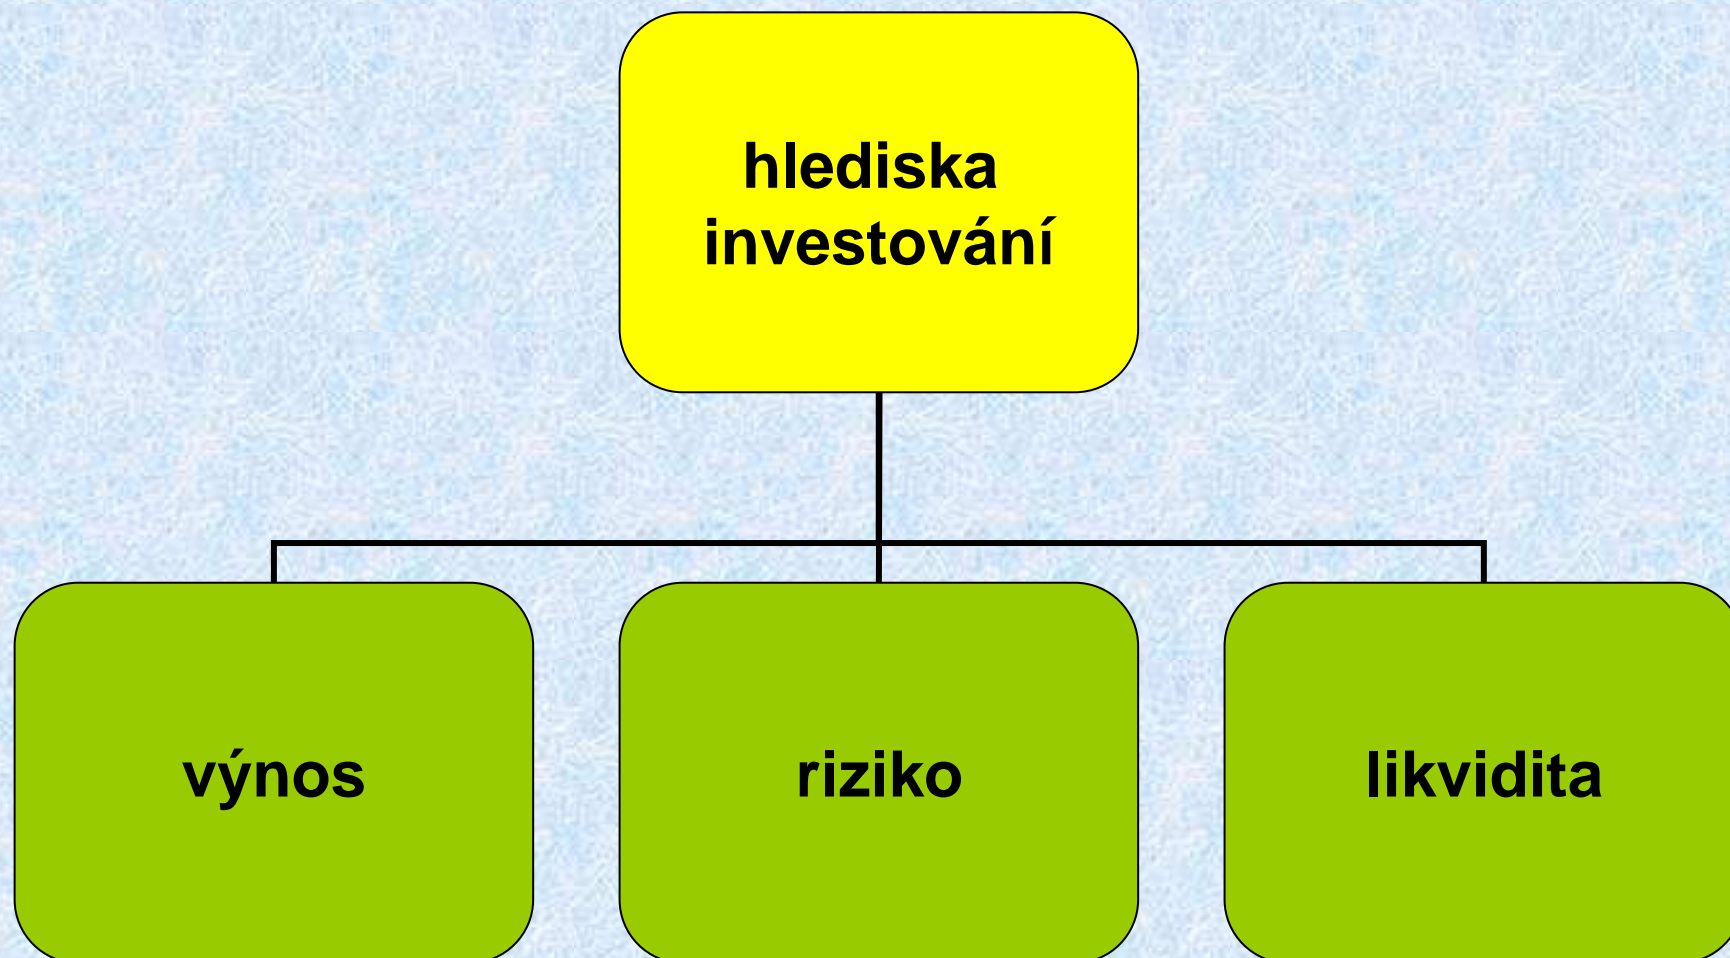 hlediska
investování
výnos
riziko
likvidita